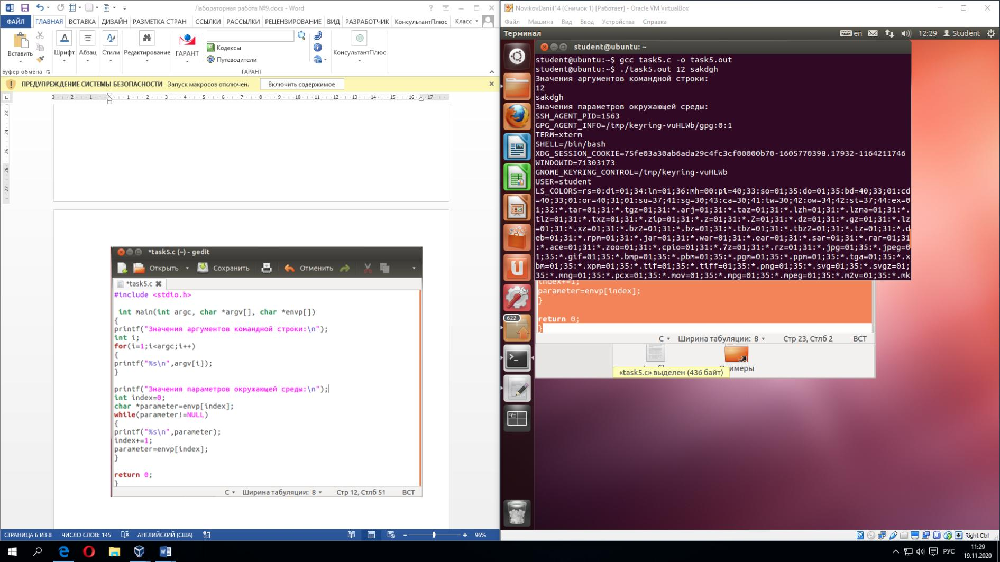 Лабораторная работа №9.docx - Word
ФАЙЛ ГЛАВНАЯ ВСТАВКА ДИЗАЙН РАЗМЕТКА СТРАН ССЫЛКИ РАССЫЛКИ РЕЦЕНЗИРОВАНИЕ ВИД РАЗРАБОТЧИК КонсультантПлюс Класс
Вставить
Шрифт
Абзац
Стили
Редактирование
ГАРАНТ
Кодексы
Путеводители
КонсультантПлюс
Буфер обмена
ГАРАНТ
ПРЕДУПРЕЖДЕНИЕ СИСТЕМЫ БЕЗОПАСНОСТИ Запуск макросов отключен. Включить содержимое
3 2 1 1 2 3 4 5 6 7 8 9 10 11 12 13 14 15 16 17
23
24
25
26
27
*task5.c (~) - gedit
Открыть Сохранить Отменить
*task5.c
#include <stdio.h>
int main(int argc, char *argv[], char *envp[])
{
printf("Значения аргументов командной строки:\n");
int i;
for(i=1;i<argc;i++)
{
printf("%s\n",argv[i]);
}
printf("Значения параметров окружающей среды:\n");
int index=0;
char *parameter=envp[index];
while(parameter!=NULL)
{
printf("%s\n",parameter);
index+=1;
parameter=envp[index];
}
return 0;
}
C Ширина табуляции: 8 Стр 12, Стлб 51 ВСТ
СТРАНИЦА 6 ИЗ 8 ЧИСЛО СЛОВ: 145 АНГЛИЙСКИЙ (США) 96%
NovikovDaniil14 (Снимок 1) [Работает] - Oracle VM VirtualBox
Файл Машина Вид Ввод Устройства Справка
Терминал en 12:29 Student
student@ubuntu: ~
student@ubuntu:~$ gcc task5.c -o task5.out
student@ubuntu:~$ ./task5.out 12 sakdgh
Значения аргументов командной строки:
12
sakdgh
Значения параметров окружающей среды:
SSH_AGENT_PID=1563
GPG_AGENT_INFO=/tmp/keyring-vuHLWb/gpg:0:1
TERM=xterm
SHELL=/bin/bash
XDG_SESSION_COOKIE=75fe03a30ab6ada29c4fc3cf00000b70-1605770398.17932-1164211746
WINDOWID=71303173
GNOME_KEYRING_CONTROL=/tmp/keyring-vuHLWb
USER=student
LS_COLORS=rs=0:di=01;34:ln=01;36:mh=00:pi=40;33:so=01;35:do=01;35:bd=40;33;01:cd
=40;33;01:or=40;31;01:su=37;41:sg=30;43:ca=30;41:tw=30;42:ow=34;42:st=37;44:ex=0
1;32:*.tar=01;31:*.tgz=01;31:*.arj=01;31:*.taz=01;31:*.lzh=01;31:*.lzma=01;31:*.
tlz=01;31:*.txz=01;31:*.zip=01;31:*.z=01;31:*.Z=01;31:*.dz=01;31:*.gz=01;31:*.lz
=01;31:*.xz=01;31:*.bz2=01;31:*.bz=01;31:*.tbz=01;31:*.tbz2=01;31:*.tz=01;31:*.d
eb=01;31:*.rpm=01;31:*.jar=01;31:*.war=01;31:*.ear=01;31:*.sar=01;31:*.rar=01;31
:*.ace=01;31:*.zoo=01;31:*.cpio=01;31:*.7z=01;31:*.rz=01;31:*.jpg=01;35:*.jpeg=0
1;35:*.gif=01;35:*.bmp=01;35:*.pbm=01;35:*.pgm=01;35:*.ppm=01;35:*.tga=01;35:*.x
bm=01;35:*.xpm=01;35:*.tif=01;35:*.tiff=01;35:*.png=01;35:*.svg=01;35:*.svgz=01;
35:*.mng=01;35:*.pcx=01;35:*.mov=01;35:*.mpg=01;35:*.mpeg=01;35:*.m2v=01;35:*.mk
index+=1;
parameter=envp[index];
}
return 0;
}
622
C Ширина табуляции: 8 Стр 23, Стлб 2 ВСТ
«task5.c» выделен (436 байт)
Right Ctrl
РУС
11:29
19.11.2020